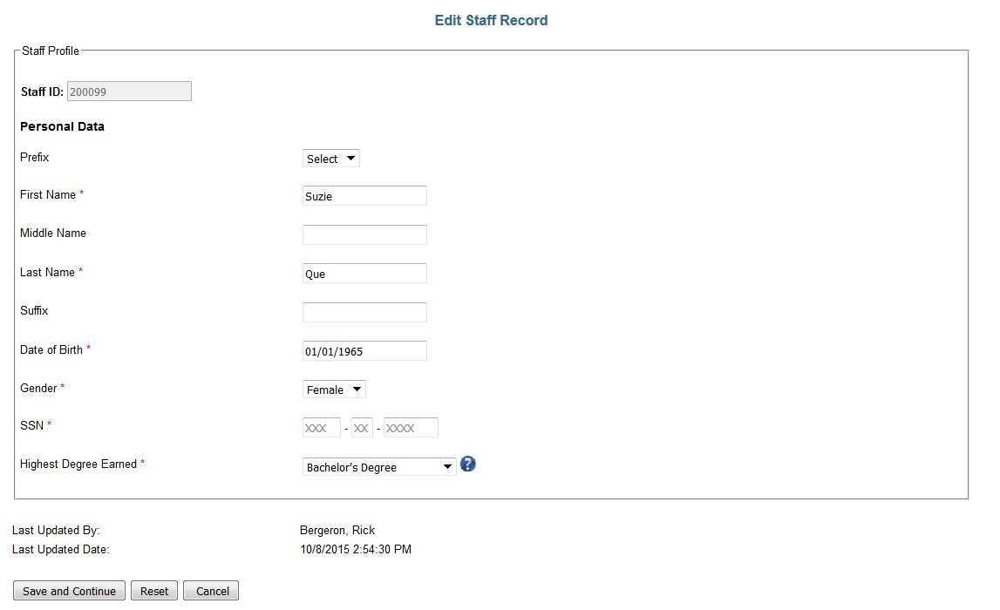 Edit Staff Record
Staff Profile
Staff ID: 200099
Personal Data
Prefix Select
First Name * Suzie
Middle Name
Last Name * Que
Suffix
Date of Birth * 01/01/1965
Gender * Female
SSN * XXX - XX - XXXX
Highest Degree Earned * Bachelor's Degree ?
Last Updated By: Bergeron, Rick
Last Updated Date: 10/8/2015 2:54:30 PM
Save and Continue Reset Cancel